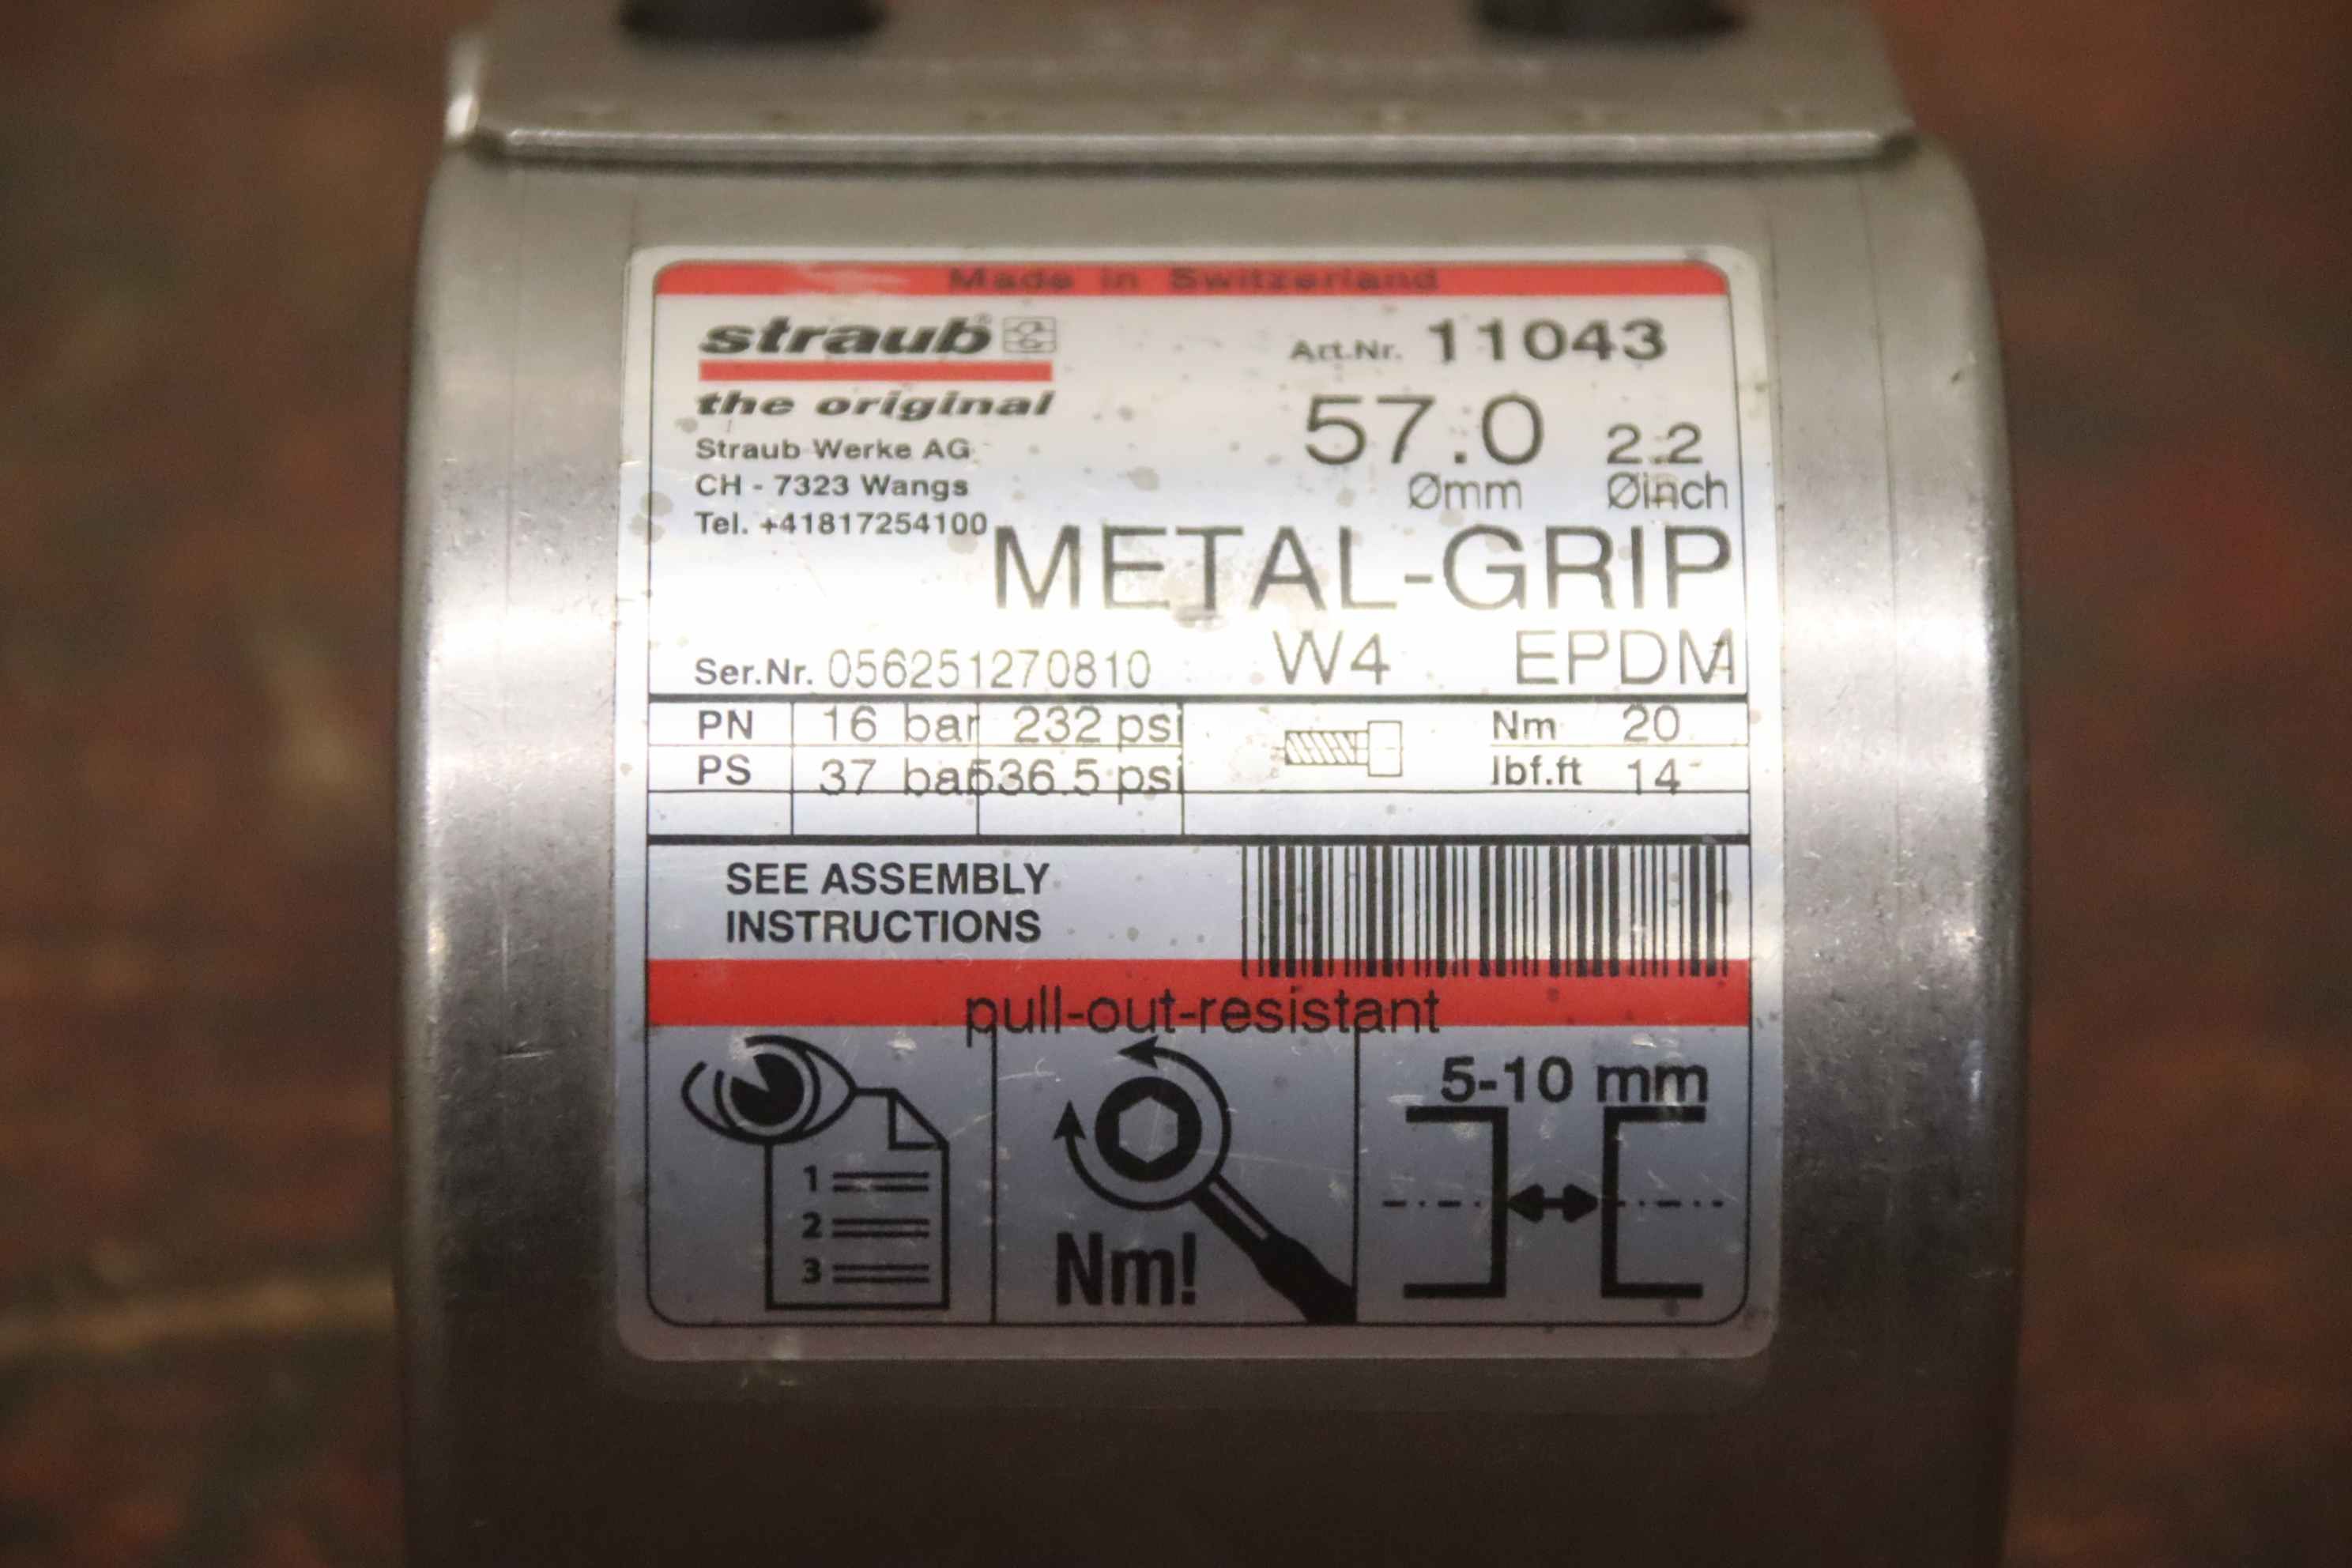 Made in Switzerland
straub®
the original
Art.Nr. 11043
57.0 2.2
Ømm Øinch
Straub Werke AG
CH - 7323 Wangs
Tel. +41817254100
METAL-GRIP
Ser.Nr. 056251270810 W4 EPDM
PN 16 bar 232 psi Nm 20
PS 37 bar 536.5 psi lbf.ft 14
SEE ASSEMBLY
INSTRUCTIONS
pull-out-resistant
5-10 mm
1
2
3
Nm!